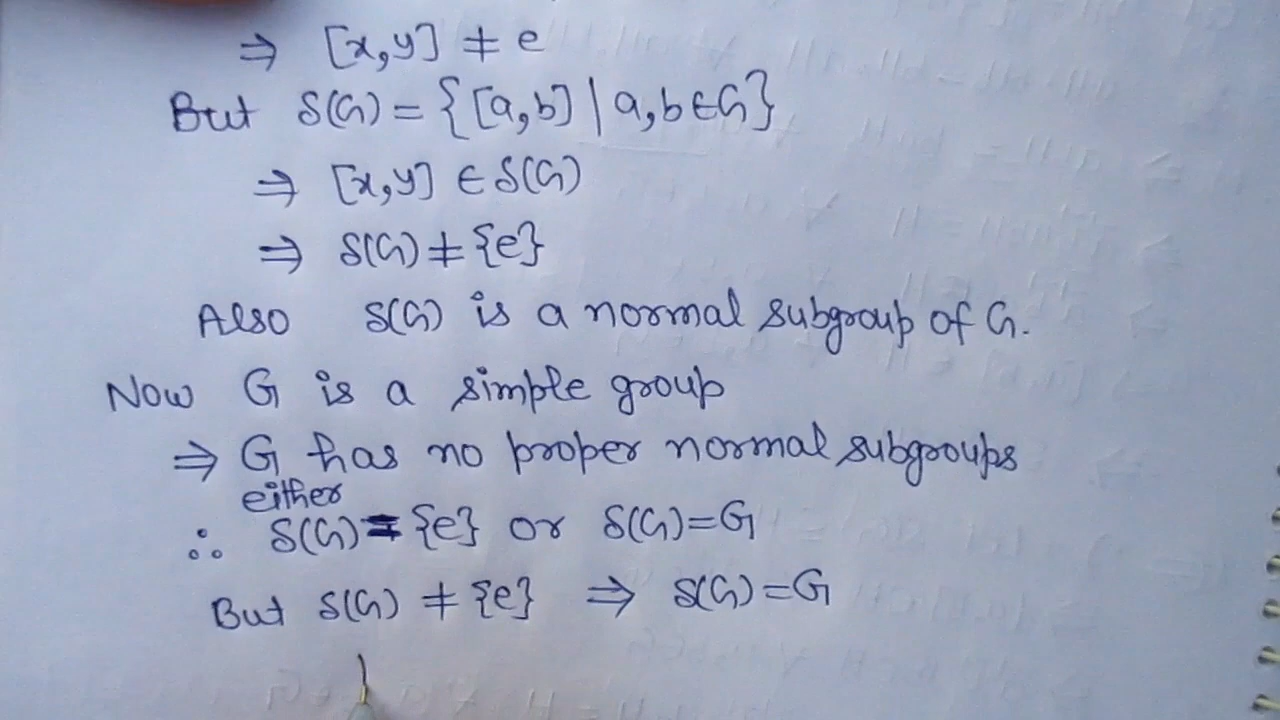 ⇒ [x,y] ≠ e
But δ(G) = {[a,b] | a,b∈G}
⇒ [x,y] ∈ δ(G)
⇒ δ(G) ≠ {e}
Also δ(G) is a normal subgroup of G.
Now G is a simple group
⇒ G has no proper normal subgroups
either
∴ δ(G) = {e} or δ(G)=G
But δ(G) ≠ {e} ⇒ δ(G)=G